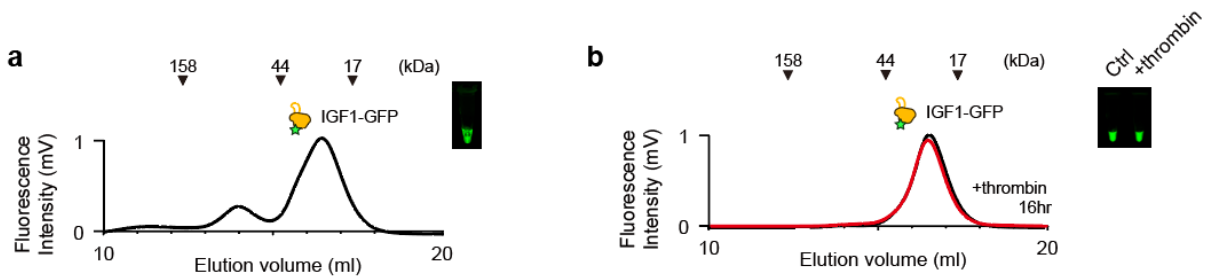 a
158 44 17 (kDa)
IGF1-GFP
Fluorescence
Intensity (mV)
1
0
10 20
Elution volume (ml)
b
158 44 17 (kDa)
Ctrl
+thrombin
IGF1-GFP
Fluorescence
Intensity (mV)
1
0
+thrombin
16hr
10 20
Elution volume (ml)